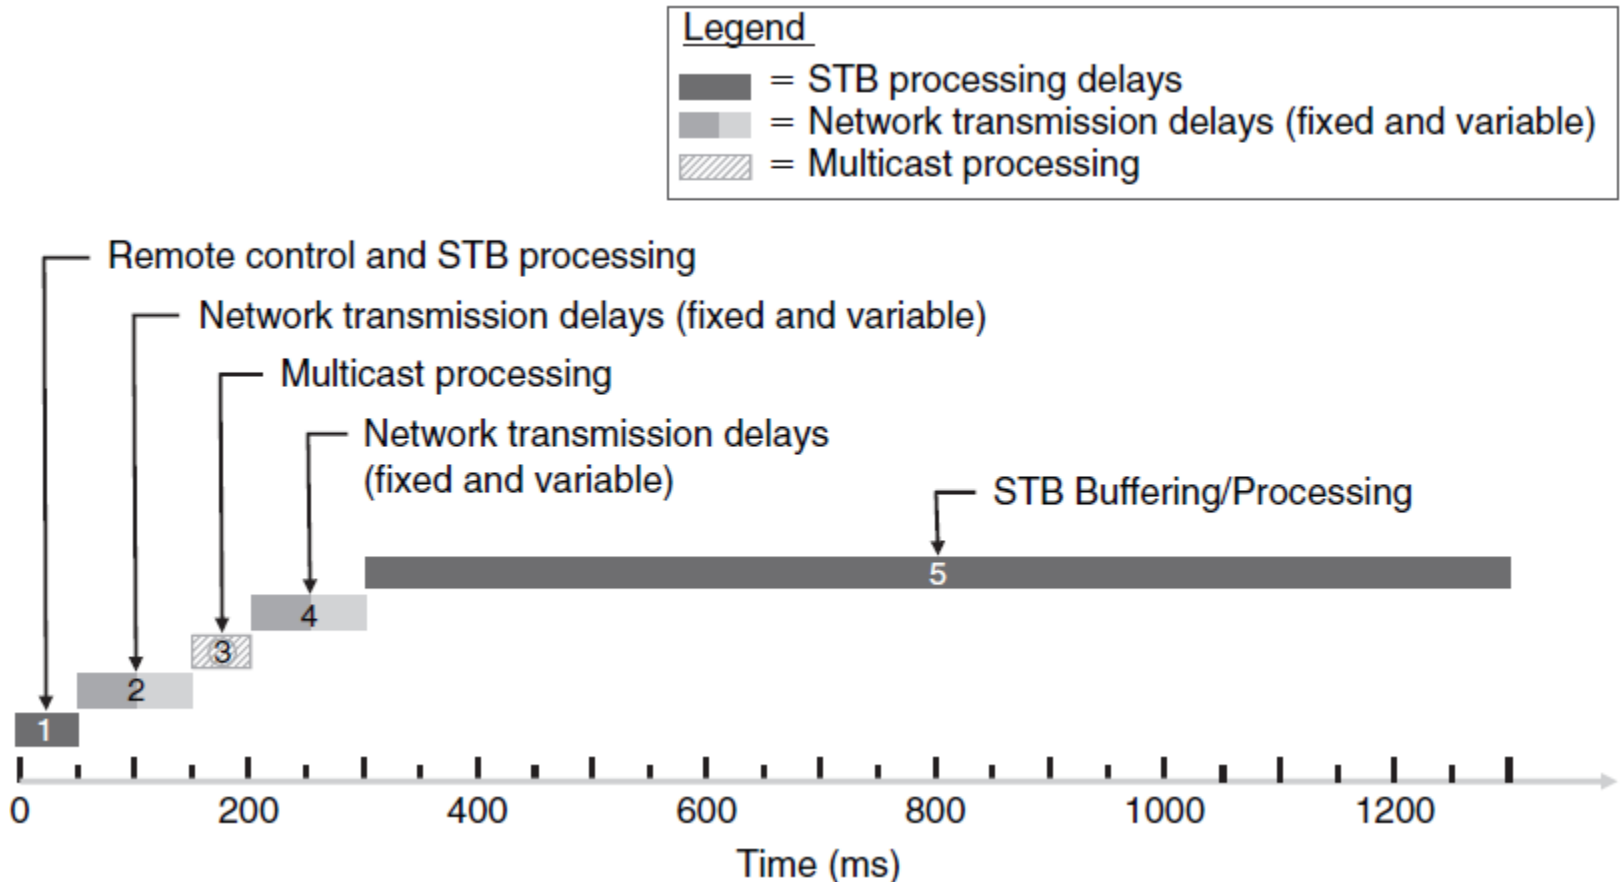 Legend
= STB processing delays
= Network transmission delays (fixed and variable)
= Multicast processing
Remote control and STB processing
Network transmission delays (fixed and variable)
Multicast processing
Network transmission delays
(fixed and variable)
STB Buffering/Processing
5
4
3
2
1
0 200 400 600 800 1000 1200
Time (ms)